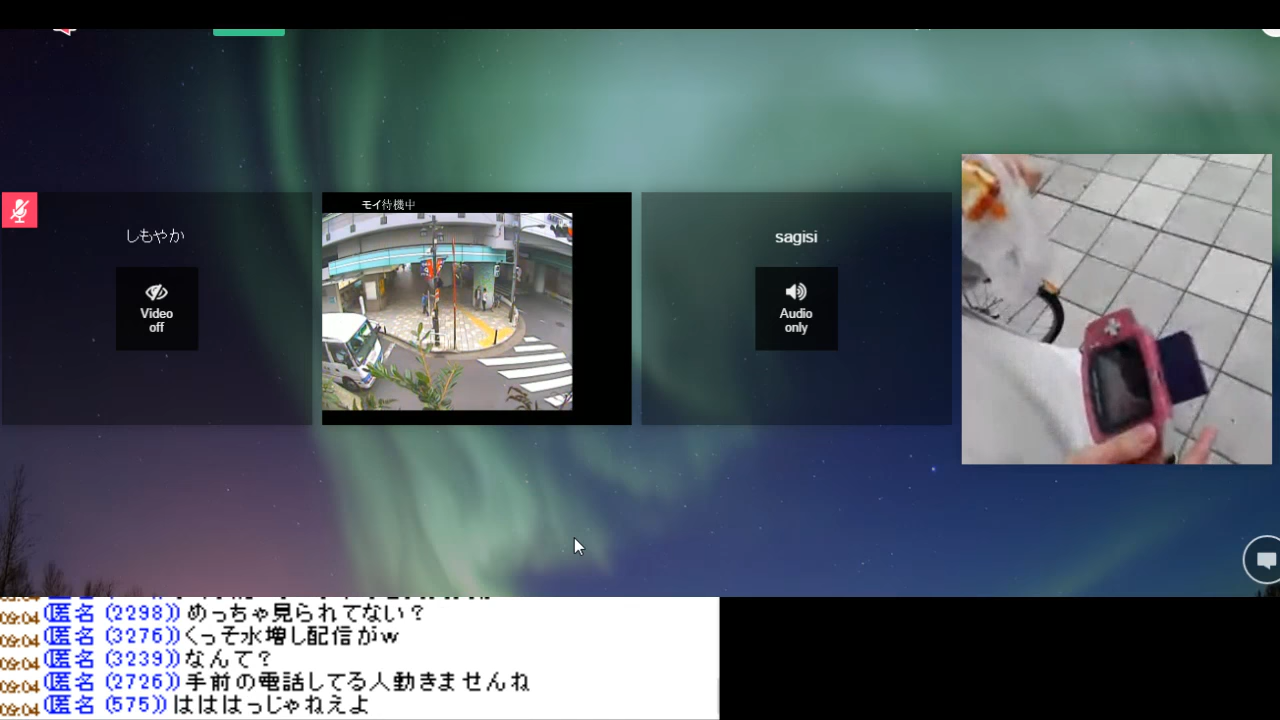 モイ待機中
しもやか
Video
off
sagisi
Audio
only
09:04 (匿名 (2298)) めっちゃ見られてない？
09:04 (匿名 (3276)) くっそ水増し配信がw
09:04 (匿名 (3239)) なんて？
09:04 (匿名 (2726)) 手前の電話してる人動きませんね
09:04 (匿名 (575)) はははっじゃねえよ